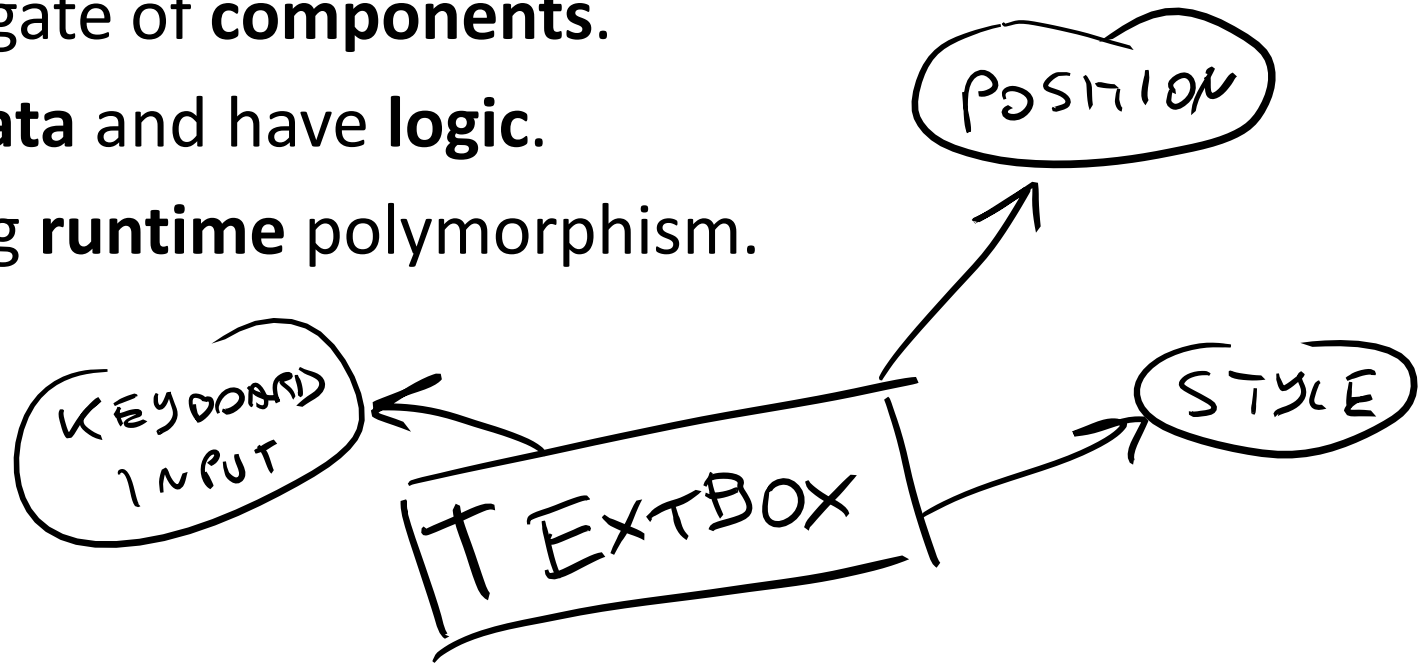 gate of components.
ata and have logic.
g runtime polymorphism.
POSITION
KEYBOARD
INPUT
STYLE
TEXTBOX